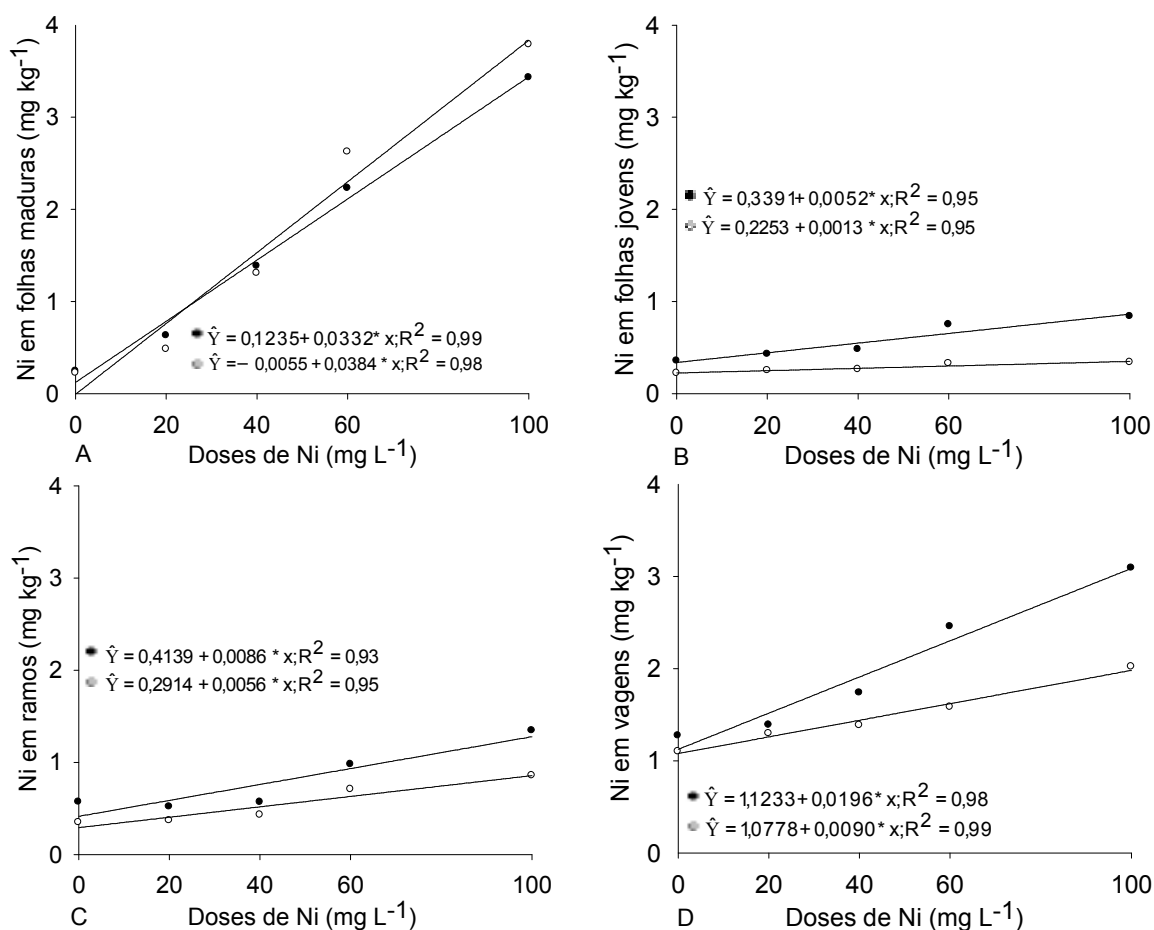 Ni em folhas maduras (mg kg-1)
4
3
2
1
0
Ŷ = 0,1235+ 0,0332* x;R2 = 0,99
Ŷ =− 0,0055 + 0,0384 * x;R2 = 0,98
0 20 40 60 100
A
Doses de Ni (mg L-1)
Ni em folhas jovens (mg kg-1)
4
3
2
1
0
Ŷ = 0,3391+ 0,0052* x;R2 = 0,95
Ŷ = 0,2253 + 0,0013 * x;R2 = 0,95
0 20 40 60 100
B
Doses de Ni (mg L-1)
Ni em ramos (mg kg-1)
4
3
2
1
0
Ŷ = 0,4139 + 0,0086 * x;R2 = 0,93
Ŷ = 0,2914 + 0,0056 * x;R2 = 0,95
0 20 40 60 100
C
Doses de Ni (mg L-1)
Ni em vagens (mg kg-1)
4
3
2
1
0
Ŷ = 1,1233+ 0,0196* x;R2 = 0,98
Ŷ = 1,0778 + 0,0090* x;R2 = 0,99
0 20 40 60 100
D
Doses de Ni (mg L-1)